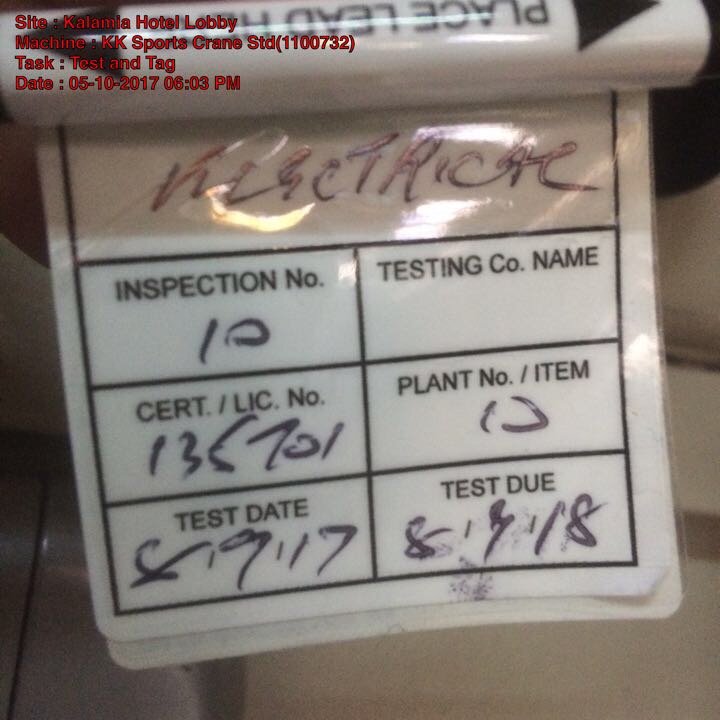 Site : Kalamia Hotel Lobby
Machine : KK Sports Crane Std(1100732)
Task : Test and Tag
Date : 05-10-2017 06:03 PM
PLACE LEAD H
ELECTRICAL
INSPECTION No.
10
TESTING Co. NAME
CERT. / LIC. No.
135701
PLANT No. / ITEM
10
TEST DATE
8/9/17
TEST DUE
8/9/18